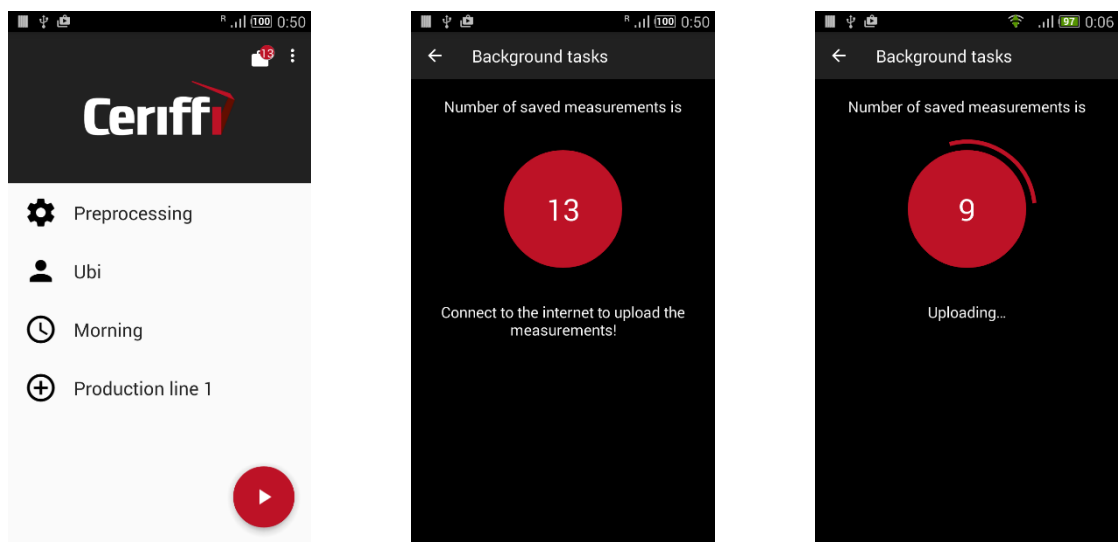 R 100 0:50
13
Ceriffi
Preprocessing
Ubi
Morning
Production line 1
R 100 0:50
Background tasks
Number of saved measurements is
13
Connect to the internet to upload the
measurements!
97 0:06
Background tasks
Number of saved measurements is
9
Uploading...